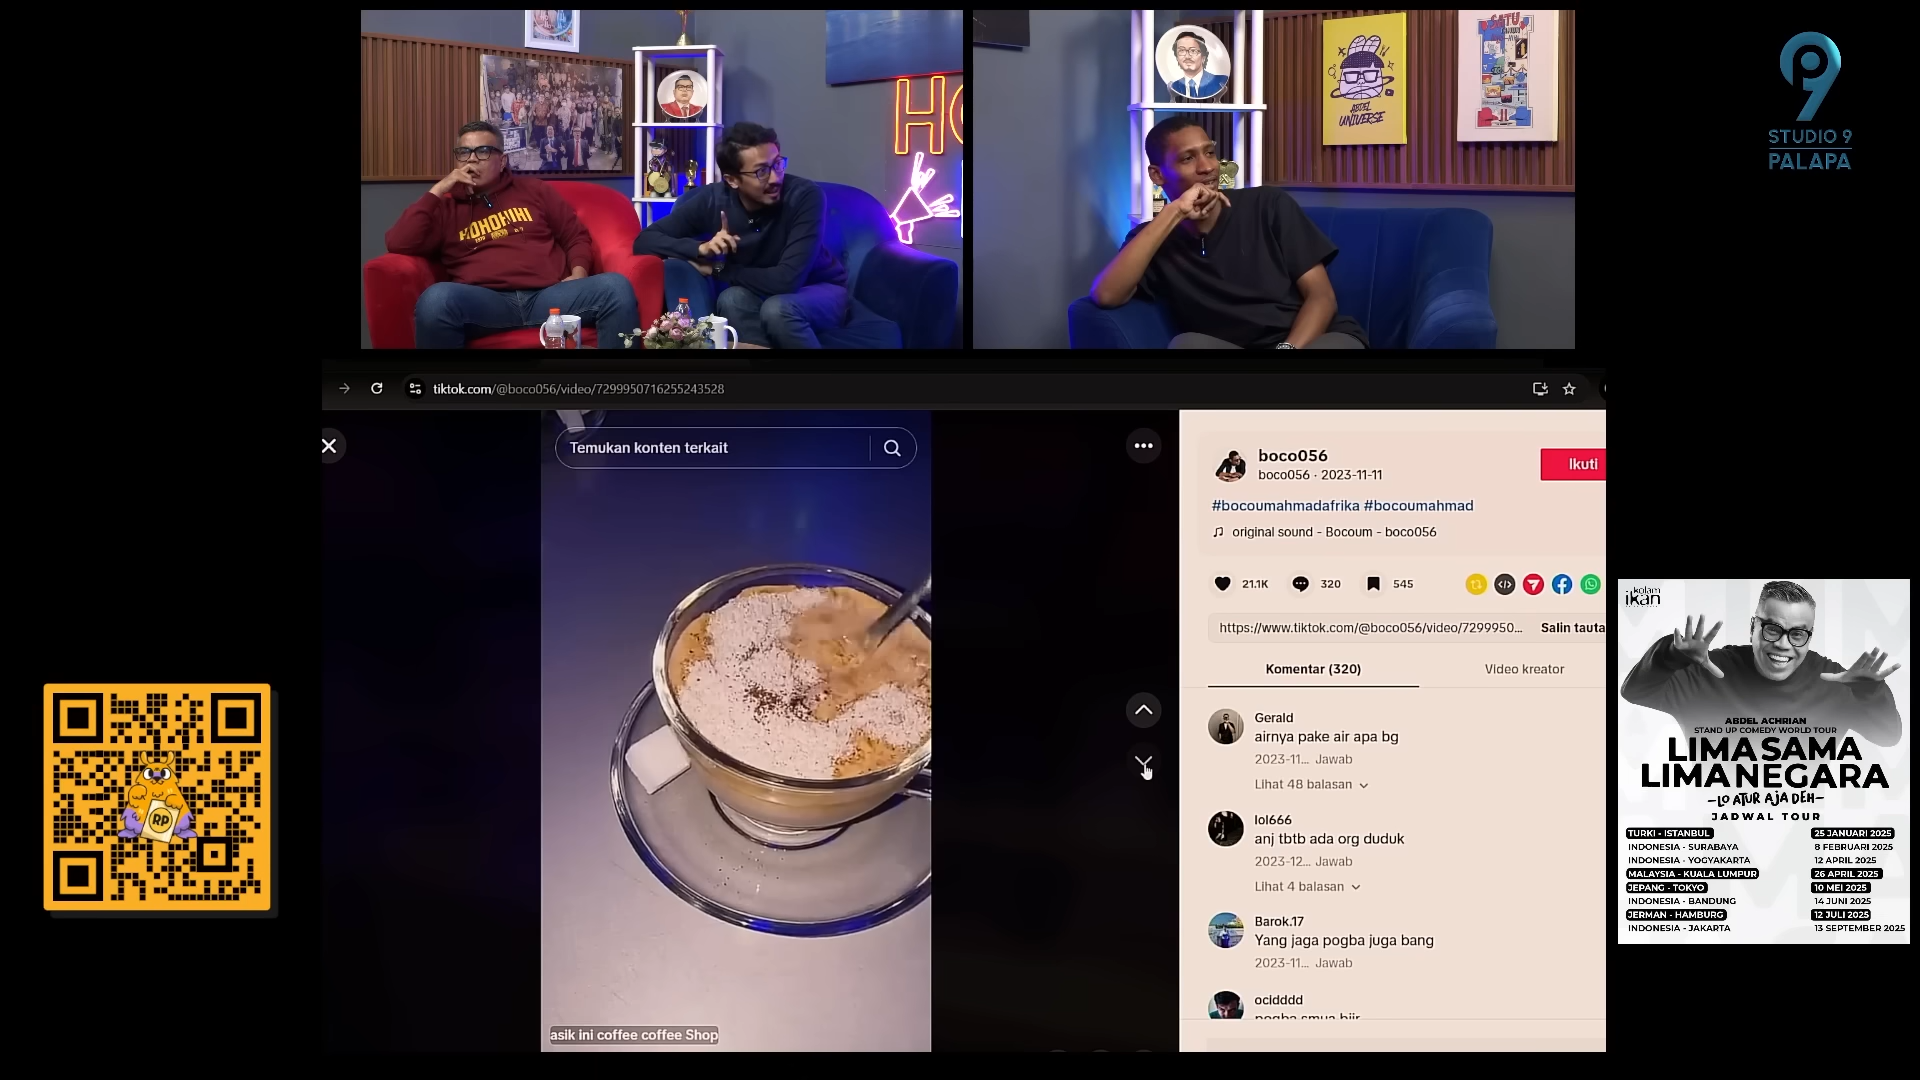 HOHOHIHI
ABDEL
UNIVERSE
SATU
STUDIO 9
PALAPA
tiktok.com/@boco056/video/7299950716255243528
Temukan konten terkait
boco056
boco056 · 2023-11-11
Ikuti
#bocoumahmadafrika #bocoumahmad
original sound - Bocoum - boco056
21.1K
320
545
https://www.tiktok.com/@boco056/video/7299950...
Salin tauta
Komentar (320)
Video kreator
Gerald
airnya pake air apa bg
2023-11... Jawab
Lihat 48 balasan
lol666
anj tbtb ada org duduk
2023-12... Jawab
Lihat 4 balasan
Barok.17
Yang jaga pogba juga bang
2023-11... Jawab
ocidddd
pogba smua bjir
asik ini coffee coffee Shop
RP
kolam
ikan
ABDEL ACHRIAN
STAND UP COMEDY WORLD TOUR
LIMA SAMA
LIMA NEGARA
-LO ATUR AJA DEH-
JADWAL TOUR
TURKI - ISTANBUL 25 JANUARI 2025
INDONESIA - SURABAYA 8 FEBRUARI 2025
INDONESIA - YOGYAKARTA 12 APRIL 2025
MALAYSIA - KUALA LUMPUR 26 APRIL 2025
JEPANG - TOKYO 10 MEI 2025
INDONESIA - BANDUNG 14 JUNI 2025
JERMAN - HAMBURG 12 JULI 2025
INDONESIA - JAKARTA 13 SEPTEMBER 2025